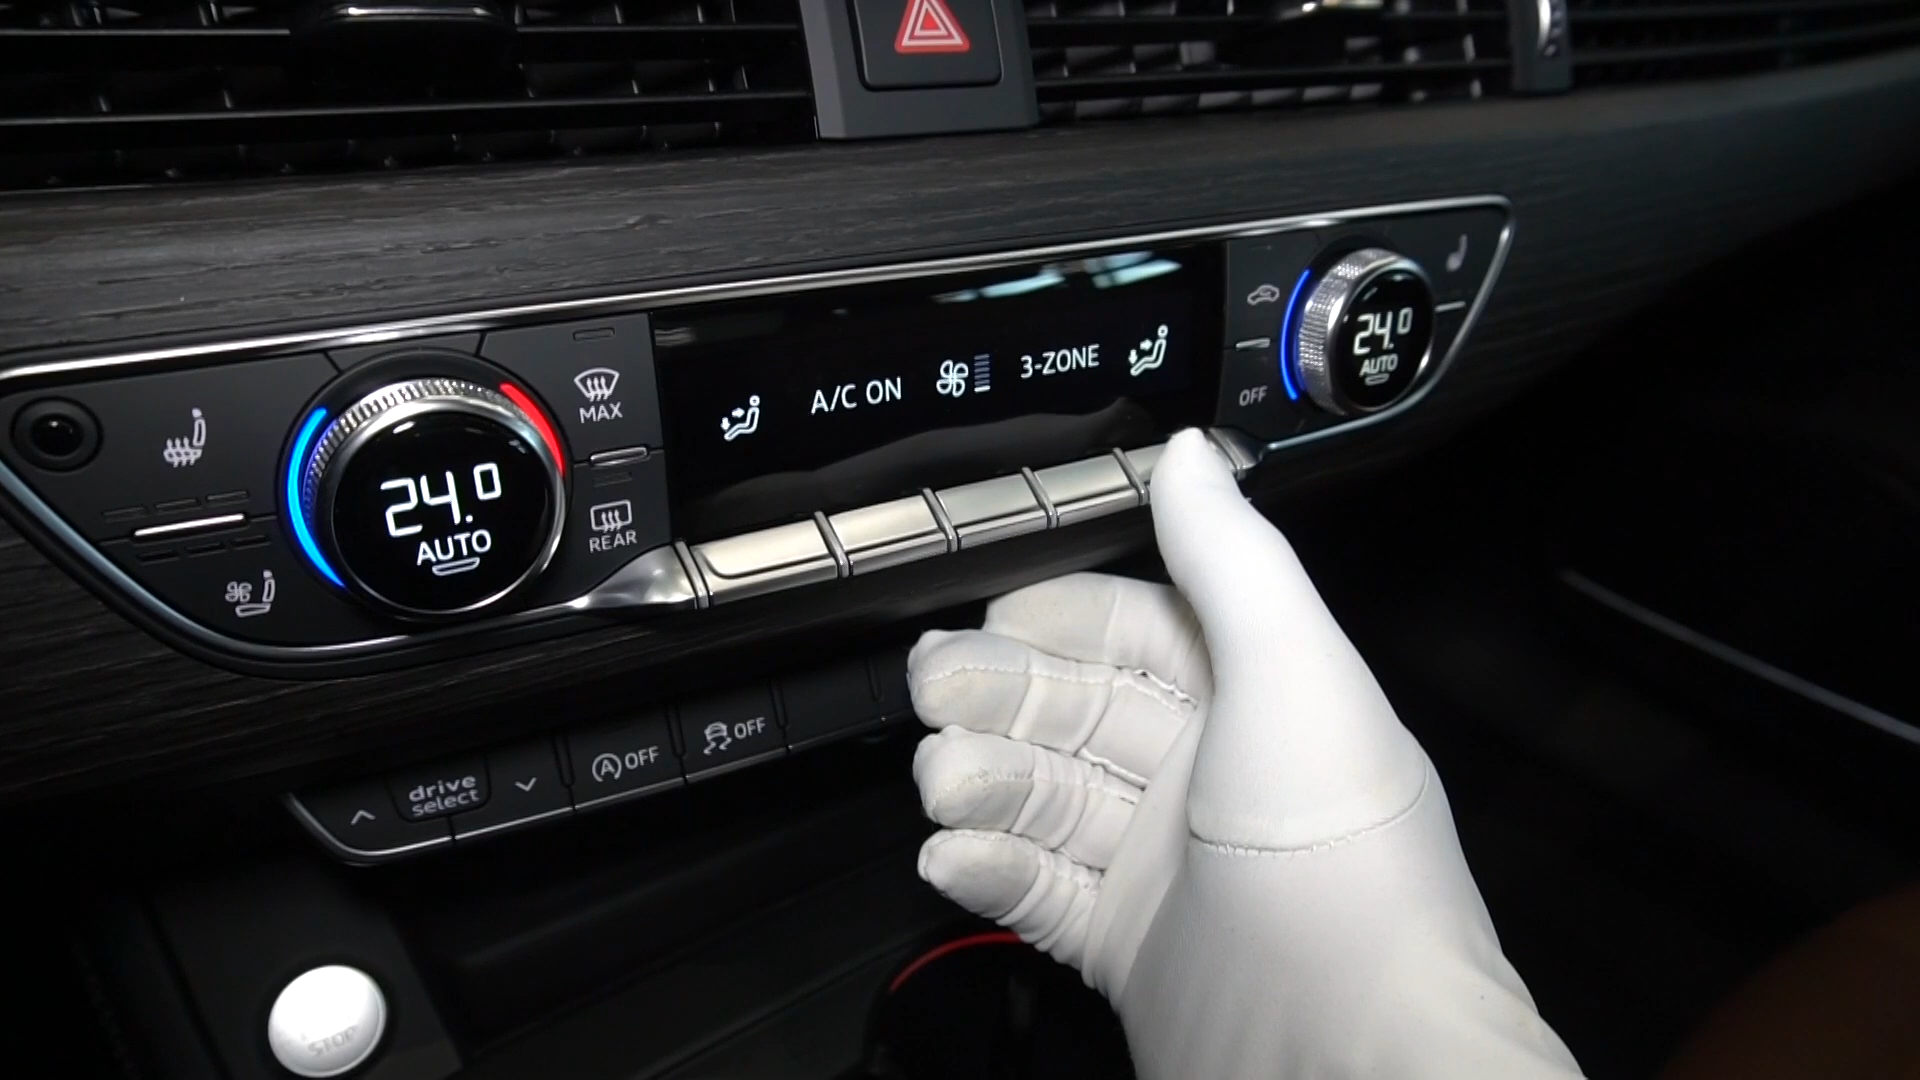 MAX
24.0
AUTO
REAR
A/C ON
3-ZONE
OFF
24.0
AUTO
drive
select
A OFF
OFF
STOP